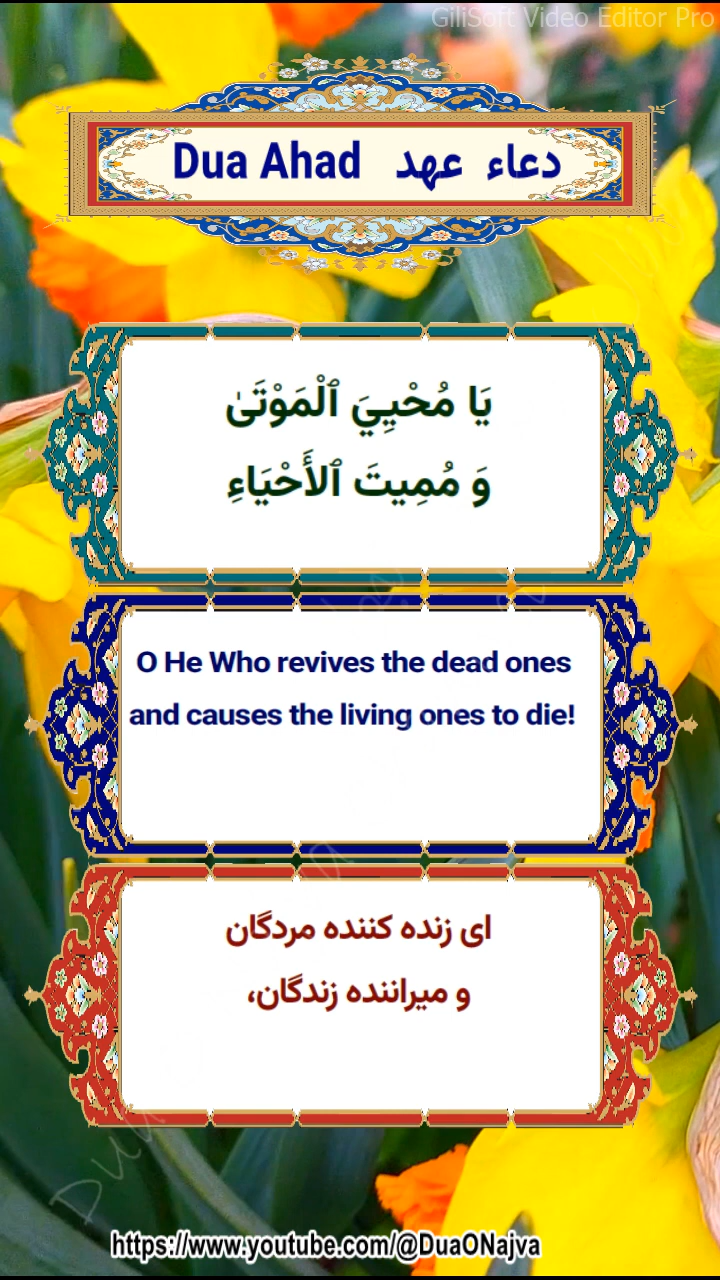 GiliSoft Video Editor Pro
Dua Ahad دعاء عهد
يَا مُحْيِيَ ٱلْمَوْتَىٰ
وَ مُمِيتَ ٱلأَحْيَاءِ
O He Who revives the dead ones
and causes the living ones to die!
ای زنده کننده مردگان
و میراننده زندگان،
https://www.youtube.com/@DuaONajva